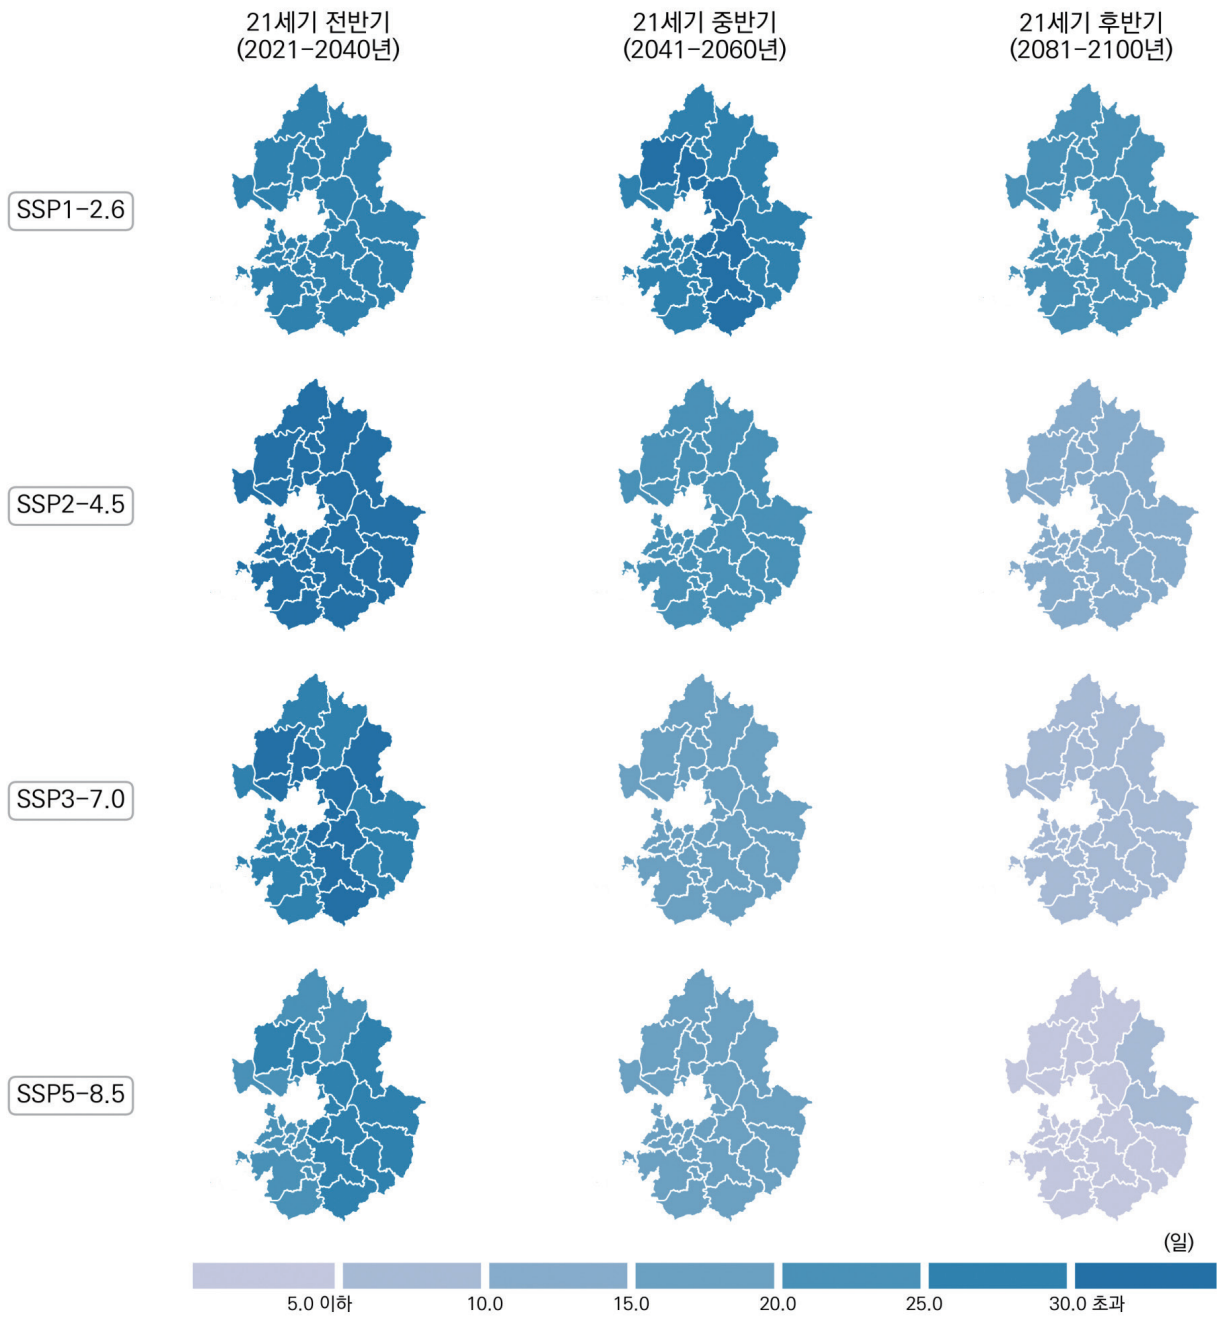 21세기 전반기
(2021-2040년)
21세기 중반기
(2041-2060년)
21세기 후반기
(2081-2100년)
SSP1-2.6
SSP2-4.5
SSP3-7.0
SSP5-8.5
(일)
5.0 이하
10.0
15.0
20.0
25.0
30.0 초과